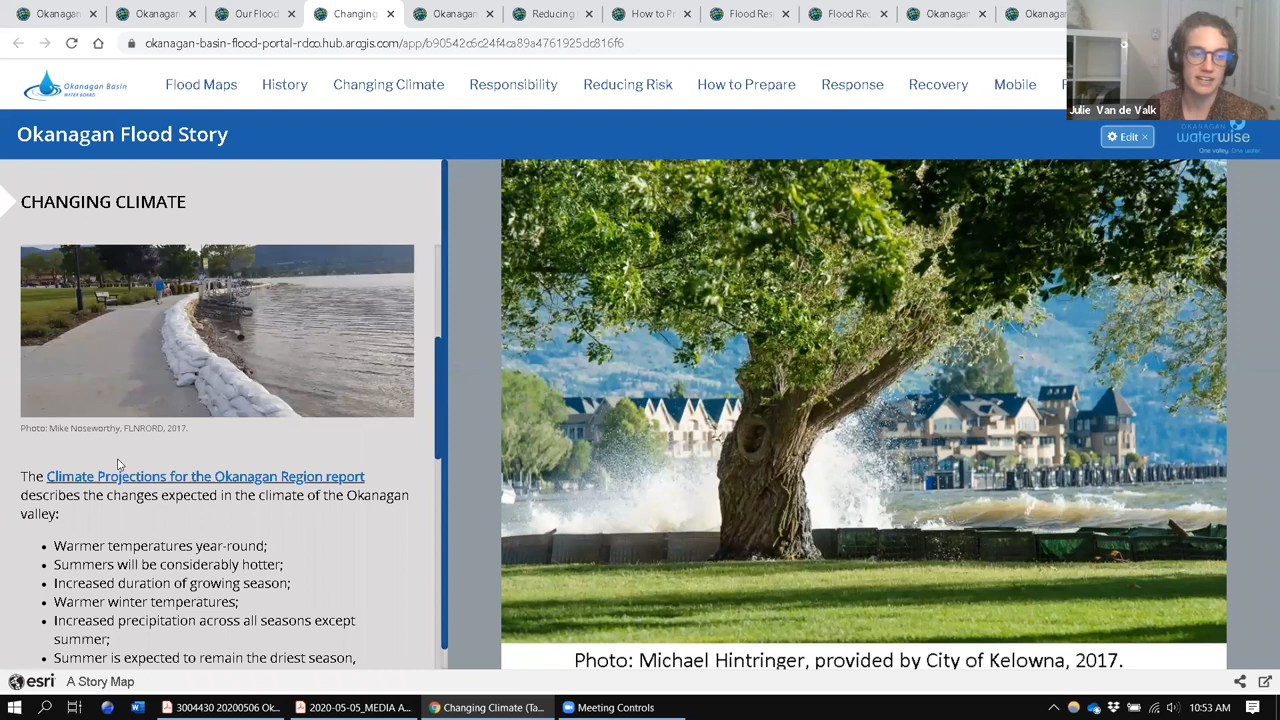 Okanagan
Okanagan
Our Flood
Changing
Okanagan
Reducing
How to Pr
Flood Res
Flood Rec
Okanagan
Okanagan
okanagan-basin-flood-portal-rdco.hub.arcgis.com/app/b90542c6c24f4ca89a4761925dc816f6
Okanagan Basin
WATER BOARD
Flood Maps
History
Changing Climate
Responsibility
Reducing Risk
How to Prepare
Response
Recovery
Mobile
Julie Van de Valk
Okanagan Flood Story
Edit
OKANAGAN
waterwise
One valley. One water.
CHANGING CLIMATE
Photo: Mike Noseworthy, FLNRORD, 2017.
The Climate Projections for the Okanagan Region report
describes the changes expected in the climate of the Okanagan
valley:
• Warmer temperatures year-round;
• Summers will be considerably hotter;
• Increased duration of growing season;
• Warmer winter temperatures;
• Increased precipitation across all seasons except
summer;
• Summer is expected to remain the driest season,
Photo: Michael Hintringer, provided by City of Kelowna, 2017.
esri A Story Map
3004430 20200506 Ok...
2020-05-05_MEDIA A...
Changing Climate (Ta...
Meeting Controls
10:53 AM